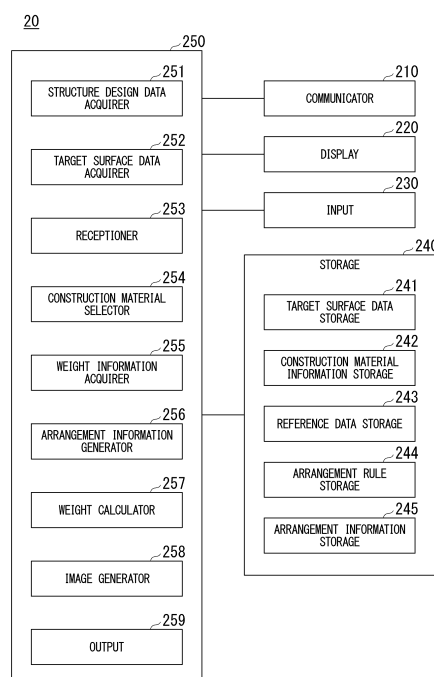 20
250
251
STRUCTURE DESIGN DATA
ACQUIRER
252
TARGET SURFACE DATA
ACQUIRER
253
RECEPTIONER
254
CONSTRUCTION MATERIAL
SELECTOR
255
WEIGHT INFORMATION
ACQUIRER
256
ARRANGEMENT INFORMATION
GENERATOR
257
WEIGHT CALCULATOR
258
IMAGE GENERATOR
259
OUTPUT
210
COMMUNICATOR
220
DISPLAY
230
INPUT
240
STORAGE
241
TARGET SURFACE DATA
STORAGE
242
CONSTRUCTION MATERIAL
INFORMATION STORAGE
243
REFERENCE DATA STORAGE
244
ARRANGEMENT RULE
STORAGE
245
ARRANGEMENT INFORMATION
STORAGE